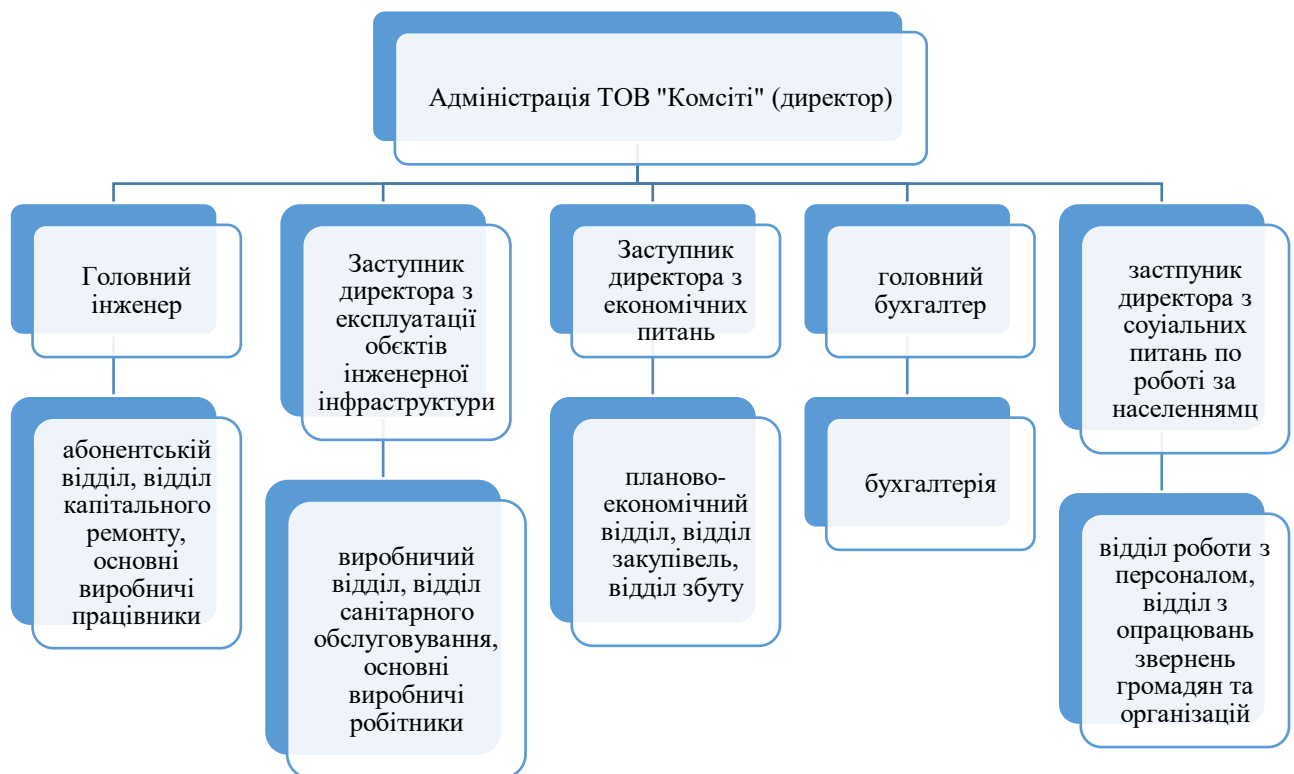 Адміністрація ТОВ "Комсіті" (директор)
Головний
інженер
Заступник
директора з
експлуатації
обєктів
інженерної
інфраструктури
Заступник
директора з
економічних
питань
головний
бухгалтер
застпуник
директора з
соуіальних
питань по
роботі за
населеннямц
абонентській
відділ, відділ
капітального
ремонту,
основні
виробничі
працівники
виробничий
відділ, відділ
санітарного
обслуговування,
основні
виробничі
робітники
планово-
економічний
відділ, відділ
закупівель,
відділ збуту
бухгалтерія
відділ роботи з
персоналом,
відділ з
опрацювань
звернень
громадян та
організацій